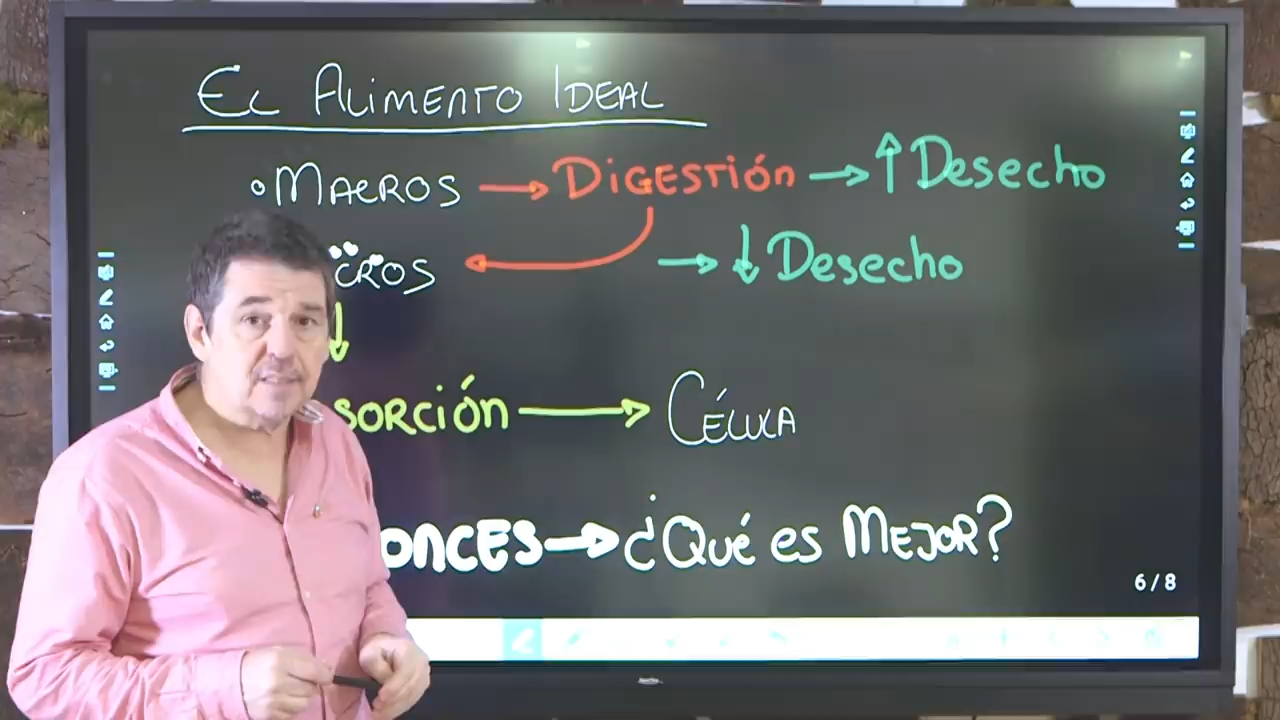 El Alimento Ideal
Macros → Digestión → ↑ Desecho
cros → ↓ Desecho
sorción → Célula
onces → ¿Qué es Mejor?
6/8